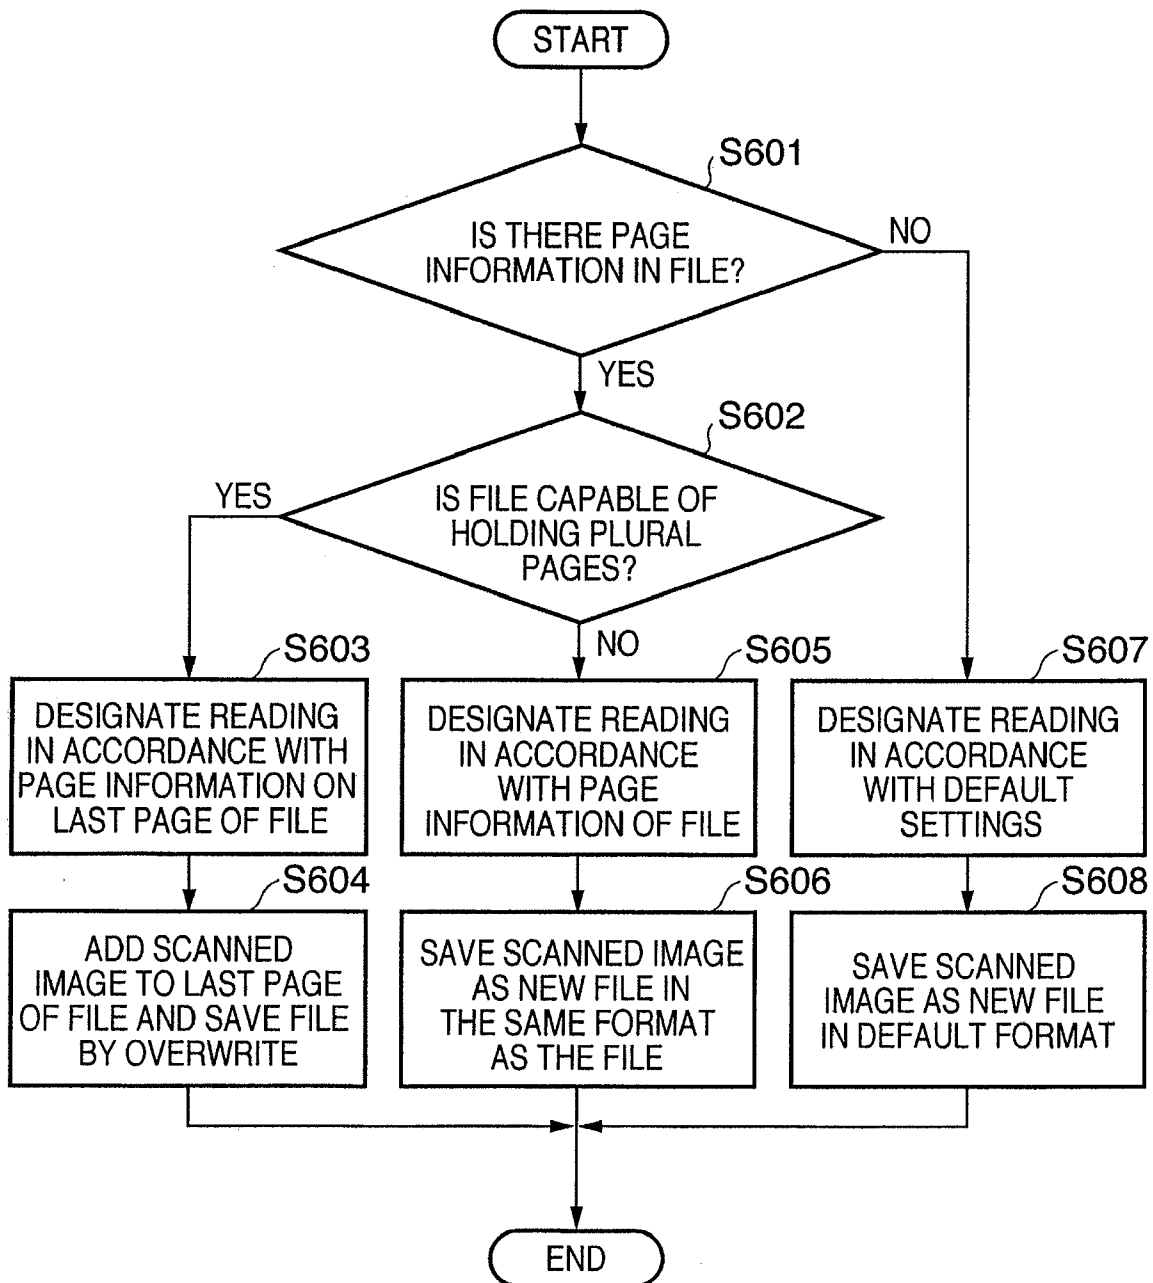 START
S601
IS THERE PAGE
INFORMATION IN FILE?
NO
YES
S602
IS FILE CAPABLE OF
HOLDING PLURAL
PAGES?
YES
NO
S603
DESIGNATE READING
IN ACCORDANCE WITH
PAGE INFORMATION ON
LAST PAGE OF FILE
S605
DESIGNATE READING
IN ACCORDANCE
WITH PAGE
INFORMATION OF FILE
S607
DESIGNATE READING
IN ACCORDANCE
WITH DEFAULT
SETTINGS
S604
ADD SCANNED
IMAGE TO LAST PAGE
OF FILE AND SAVE FILE
BY OVERWRITE
S606
SAVE SCANNED IMAGE
AS NEW FILE IN
THE SAME FORMAT
AS THE FILE
S608
SAVE SCANNED
IMAGE AS NEW FILE
IN DEFAULT FORMAT
END